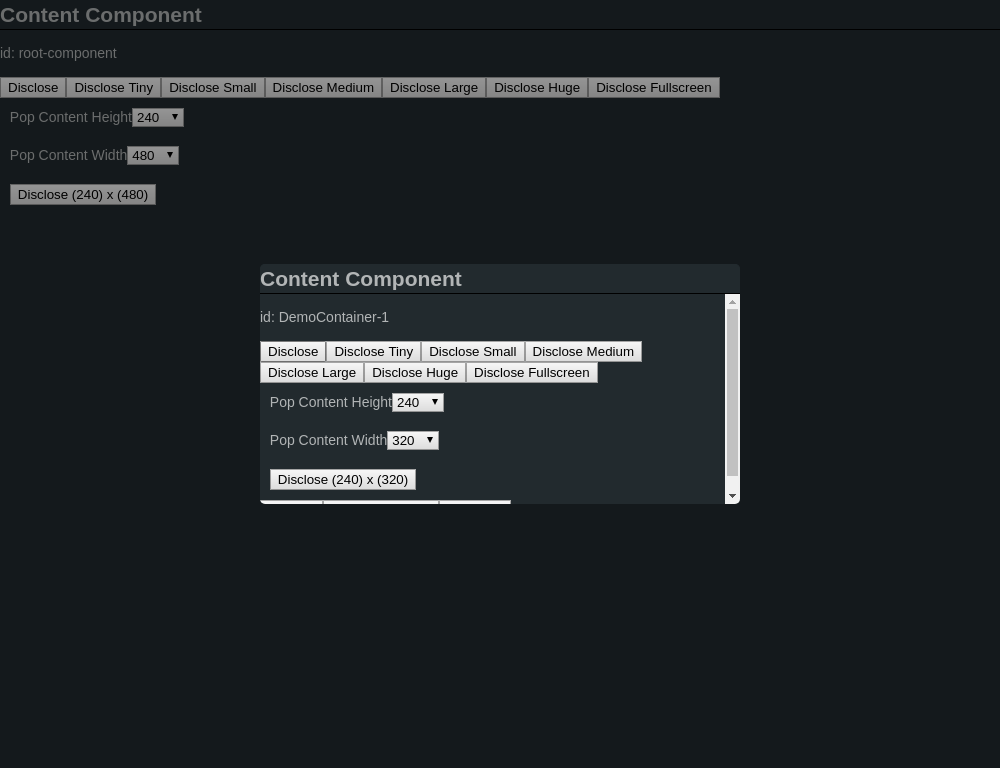 Content Component
id: root-component
Disclose Disclose Tiny Disclose Small Disclose Medium Disclose Large Disclose Huge Disclose Fullscreen
Pop Content Height 240
Pop Content Width 480
Disclose (240) x (480)
Content Component
id: DemoContainer-1
Disclose Disclose Tiny Disclose Small Disclose Medium
Disclose Large Disclose Huge Disclose Fullscreen
Pop Content Height 240
Pop Content Width 320
Disclose (240) x (320)